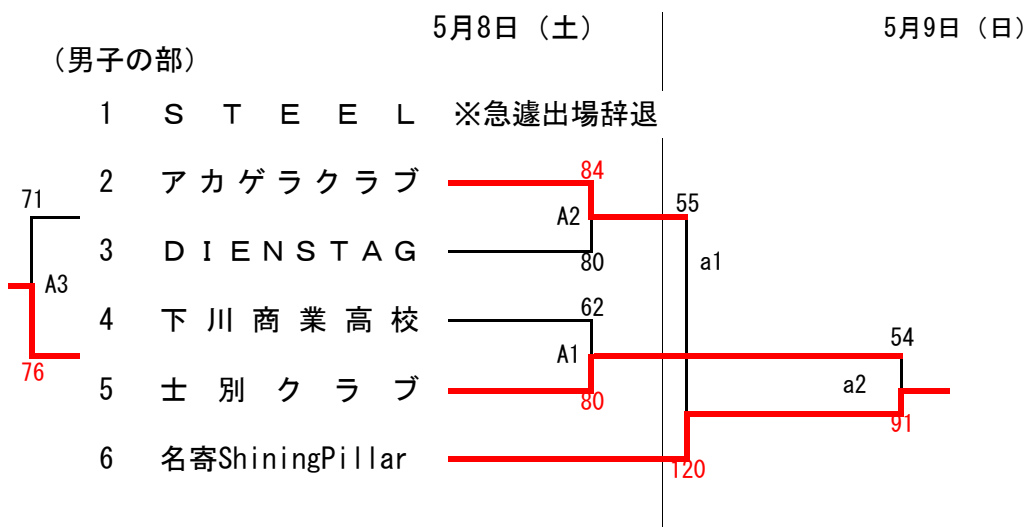 5月8日（土） 5月9日（日）
（男子の部）
1 ＳＴＥＥＬ ※急遽出場辞退
2 アカゲラクラブ 84
71 A2 55
3 ＤＩＥＮＳＴＡＧ 80 a1
A3
4 下川商業高校 62
A1 54
76
5 士別クラブ 80 a2
91
6 名寄ShiningPillar 120